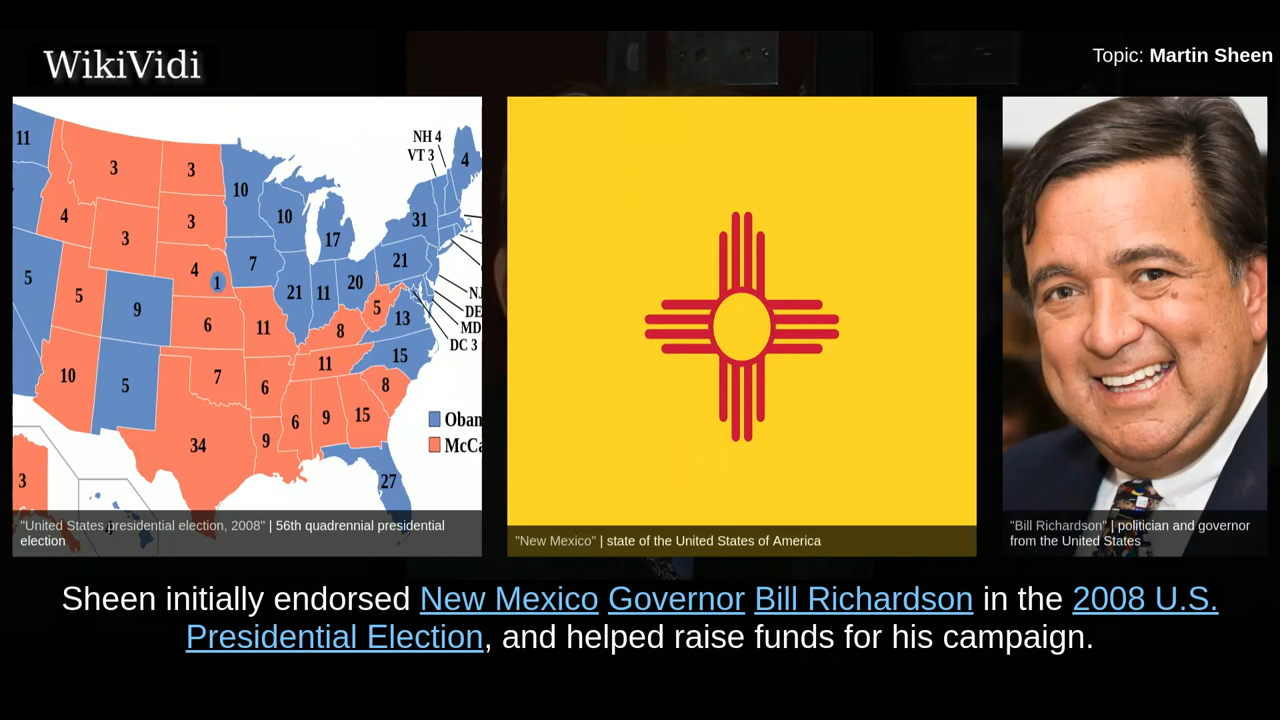 WikiVidi
Topic: Martin Sheen
11
3
3
NH 4
VT 3
4
10
4
3
10
31
3
17
5
4
1
7
21
5
9
21
11
20
5
6
11
8
13
10
5
7
11
15
6
8
34
9
6
9
15
27
3
4
NJ
DE
MD
DC 3
Oban
McCa
"United States presidential election, 2008" | 56th quadrennial presidential
election
"New Mexico" | state of the United States of America
"Bill Richardson" | politician and governor
from the United States
Sheen initially endorsed New Mexico Governor Bill Richardson in the 2008 U.S.
Presidential Election, and helped raise funds for his campaign.